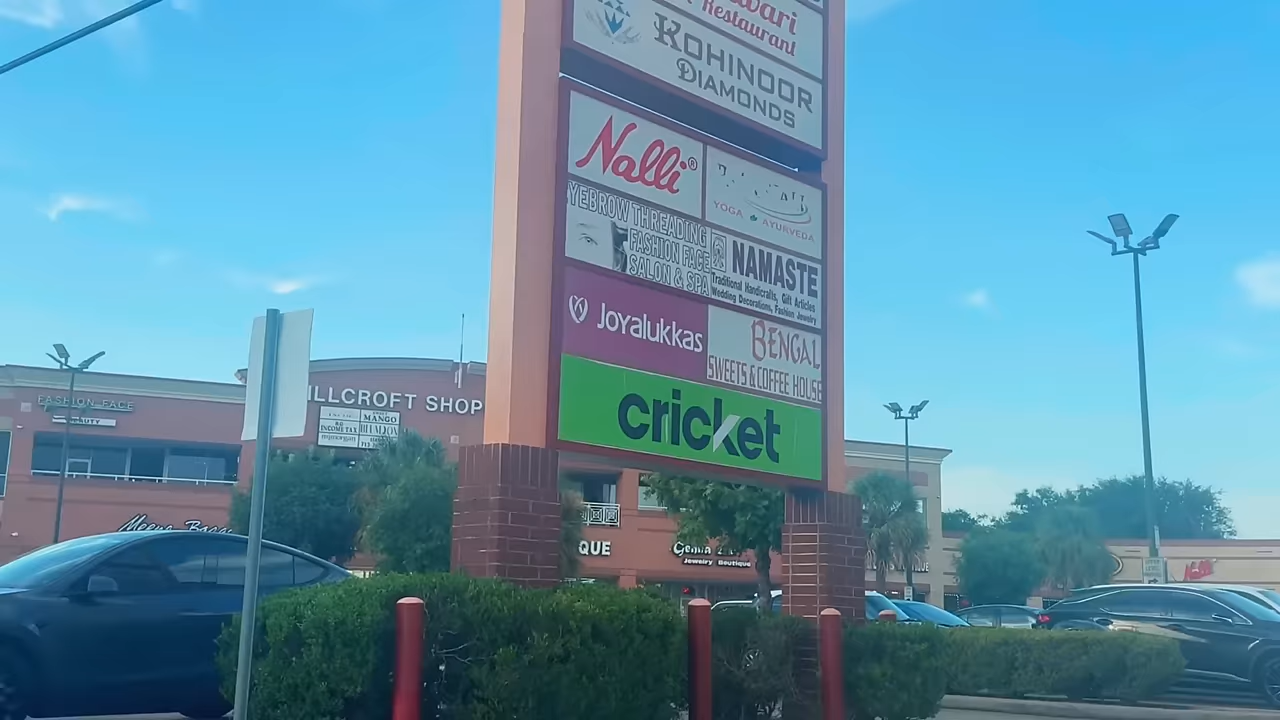 Restaurant
KOHINOOR
DIAMONDS
Nalli®
YOGA AYURVEDA
YEBROW THREADING
FASHION FACE
SALON & SPA
NAMASTE
Traditional Handicrafts, Gift Articles
Wedding Decorations, Fashion Jewelry
JOYALUKKAS
BENGAL
SWEETS & COFFEE HOUSE
cricket
FASHION FACE
ILLCROFT SHOP
MANGO
INCOME TAX
QUE
Jewelry Boutique
Nalli